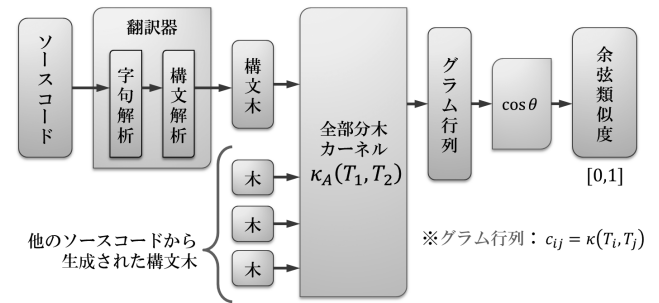 ソースコード
翻訳器
字句解析
構文解析
構文木
木
木
木
他のソースコードから
生成された構文木
全部分木
カーネル
κ_A(T_1,T_2)
グラム行列
cosθ
余弦類似度
[0,1]
※グラム行列：c_{ij} = κ(T_i,T_j)